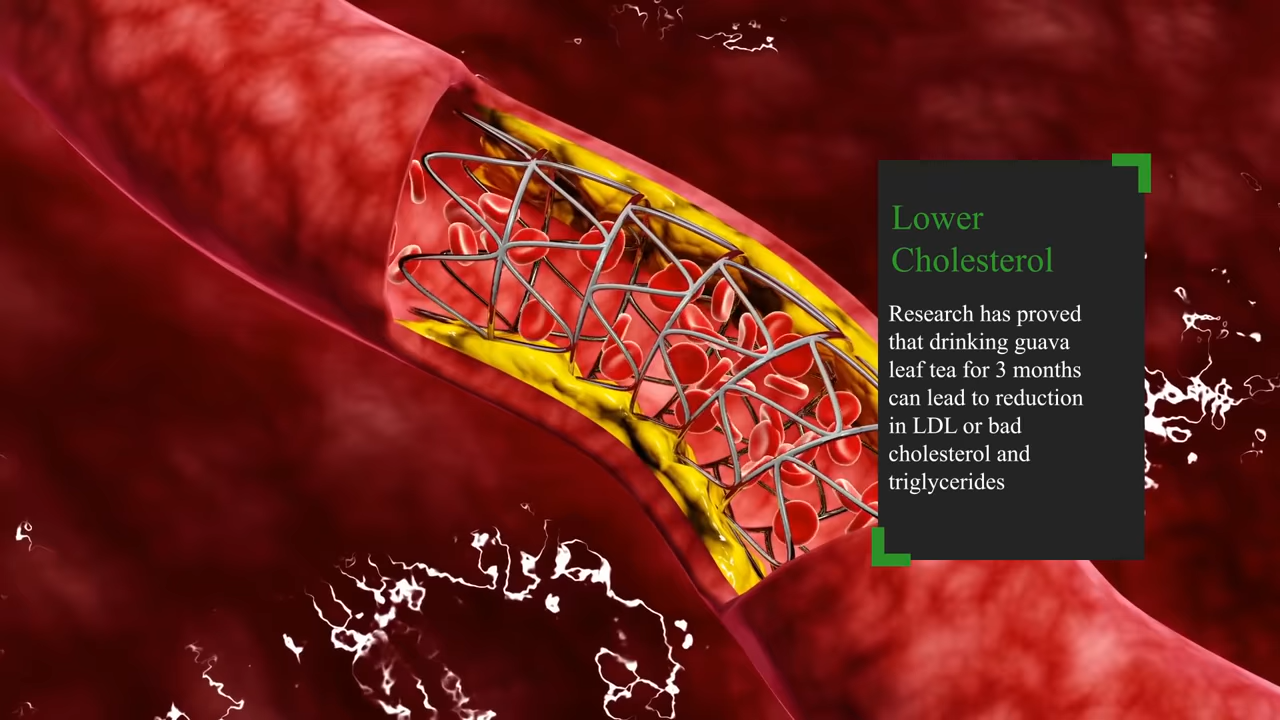 Lower
Cholesterol
Research has proved
that drinking guava
leaf tea for 3 months
can lead to reduction
in LDL or bad
cholesterol and
triglycerides